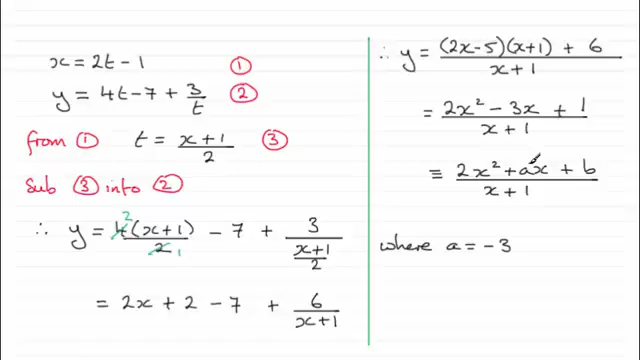 x = 2t - 1 ①
y = 4t - 7 + 3/t ②
from ① t = (x+1)/2 ③
Sub ③ into ②
∴ y = 4(x+1)/2 - 7 + 3/((x+1)/2)
2
1
= 2x + 2 - 7 + 6/(x+1)
∴ y = ((2x-5)(x+1) + 6)/(x+1)
= (2x² - 3x + 1)/(x+1)
≡ (2x² + ax + b)/(x+1)
where a = -3